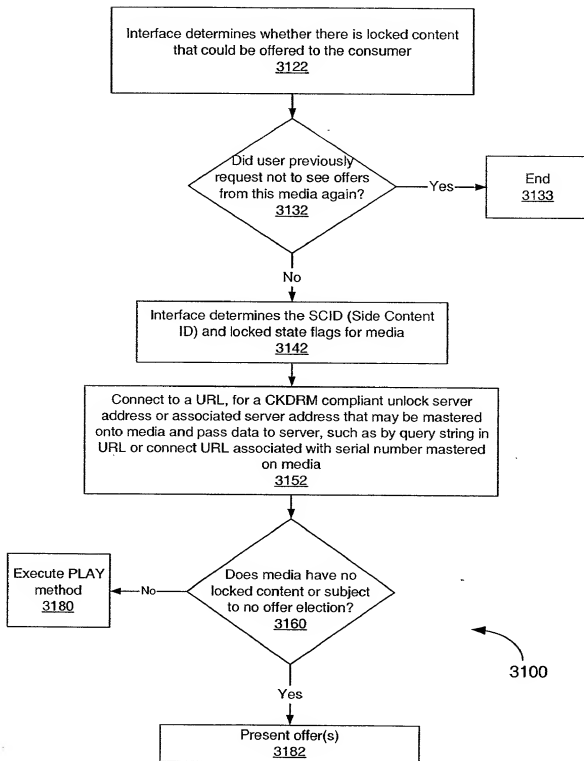 Interface determines whether there is locked content
that could be offered to the consumer
3122
Did user previously
request not to see offers
from this media again?
3132
Yes
End
3133
No
Interface determines the SCID (Side Content
ID) and locked state flags for media
3142
Connect to a URL, for a CKDRM compliant unlock server
address or associated server address that may be mastered
onto media and pass data to server, such as by query string in
URL or connect URL associated with serial number mastered
on media
3152
Does media have no
locked content or subject
to no offer election?
3160
No
Execute PLAY
method
3180
3100
Yes
Present offer(s)
3182